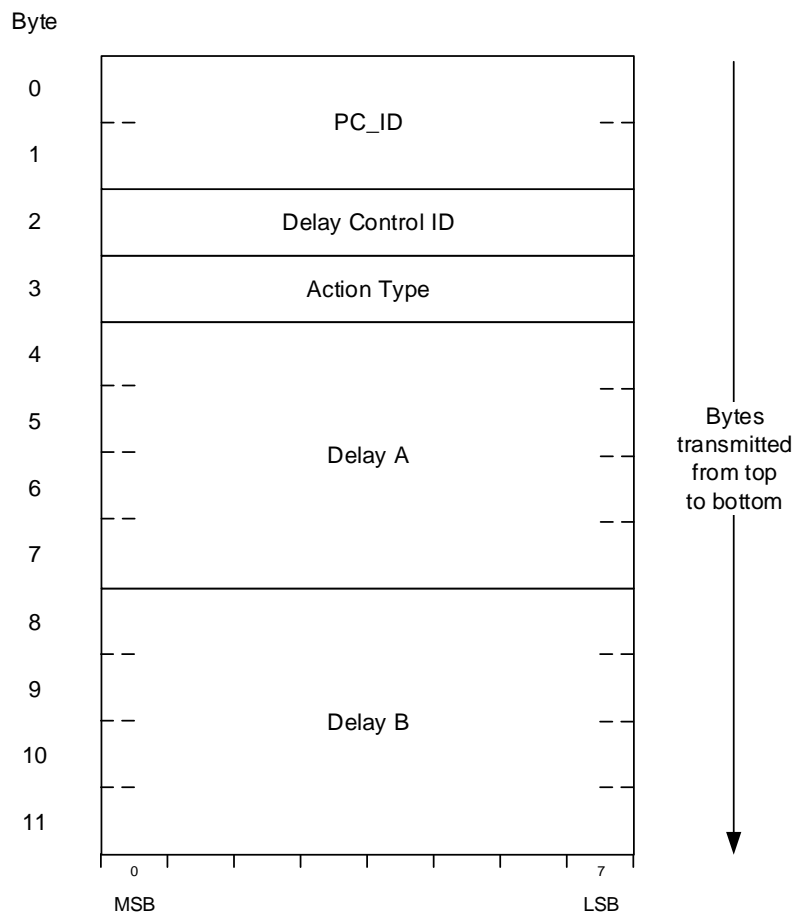 Byte
0
PC_ID
1
2
Delay Control ID
3
Action Type
4
5
Delay A
6
7
8
9
Delay B
10
11
Bytes
transmitted
from top
to bottom
0
7
MSB
LSB